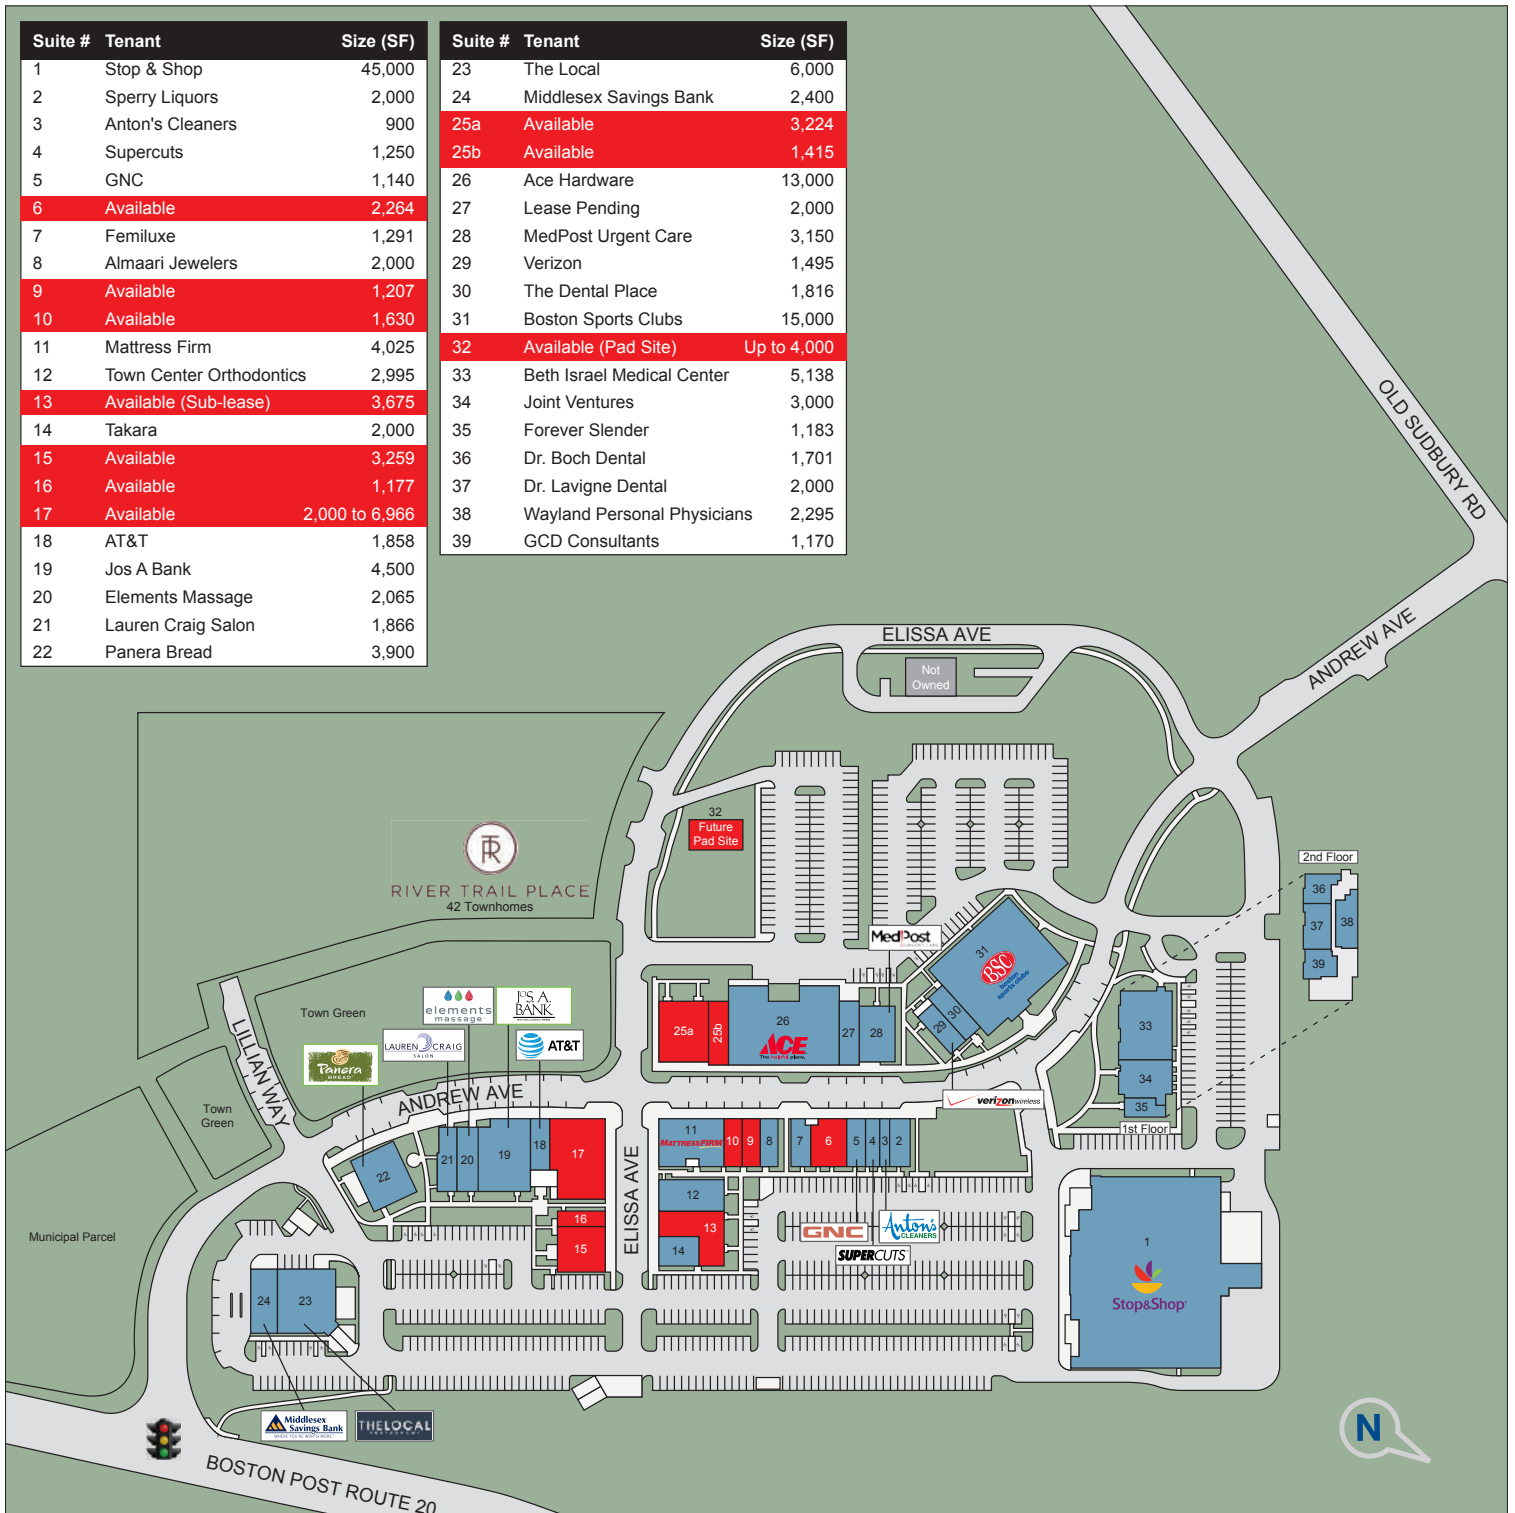 Suite # Tenant Size (SF)
1 Stop & Shop 45,000
2 Sperry Liquors 2,000
3 Anton's Cleaners 900
4 Supercuts 1,250
5 GNC 1,140
6 Available 2,264
7 Femiluxe 1,291
8 Almaari Jewelers 2,000
9 Available 1,207
10 Available 1,630
11 Mattress Firm 4,025
12 Town Center Orthodontics 2,995
13 Available (Sub-lease) 3,675
14 Takara 2,000
15 Available 3,259
16 Available 1,177
17 Available 2,000 to 6,966
18 AT&T 1,858
19 Jos A Bank 4,500
20 Elements Massage 2,065
21 Lauren Craig Salon 1,866
22 Panera Bread 3,900
Suite # Tenant Size (SF)
23 The Local 6,000
24 Middlesex Savings Bank 2,400
25a Available 3,224
25b Available 1,415
26 Ace Hardware 13,000
27 Lease Pending 2,000
28 MedPost Urgent Care 3,150
29 Verizon 1,495
30 The Dental Place 1,816
31 Boston Sports Clubs 15,000
32 Available (Pad Site) Up to 4,000
33 Beth Israel Medical Center 5,138
34 Joint Ventures 3,000
35 Forever Slender 1,183
36 Dr. Boch Dental 1,701
37 Dr. Lavigne Dental 2,000
38 Wayland Personal Physicians 2,295
39 GCD Consultants 1,170
OLD SUDBURY RD
ANDREW AVE
ELISSA AVE
Not
Owned
32
Future
Pad Site
TR
RIVER TRAIL PLACE
42 Townhomes
2nd Floor
36
37
38
39
MedPost
31
BSC
boston
sports clubs
30
29
Town Green
elements
massage
JOS. A.
BANK
LAUREN CRAIG
SALON
AT&T
Panera
BREAD
LILLIAN WAY
ANDREW AVE
Town
Green
25a
25b
26
ACE
The helpful place.
27
28
verizon wireless
33
34
35
1st Floor
22
21
20
19
18
17
16
15
ELISSA AVE
11
MATTRESSFIRM
10
9
8
7
6
5
4
3
2
12
13
14
GNC
Anton's
CLEANERS
SUPERCUTS
1
Stop&Shop
Municipal Parcel
24
23
Middlesex
Savings Bank
THE LOCAL
N
BOSTON POST ROUTE 20